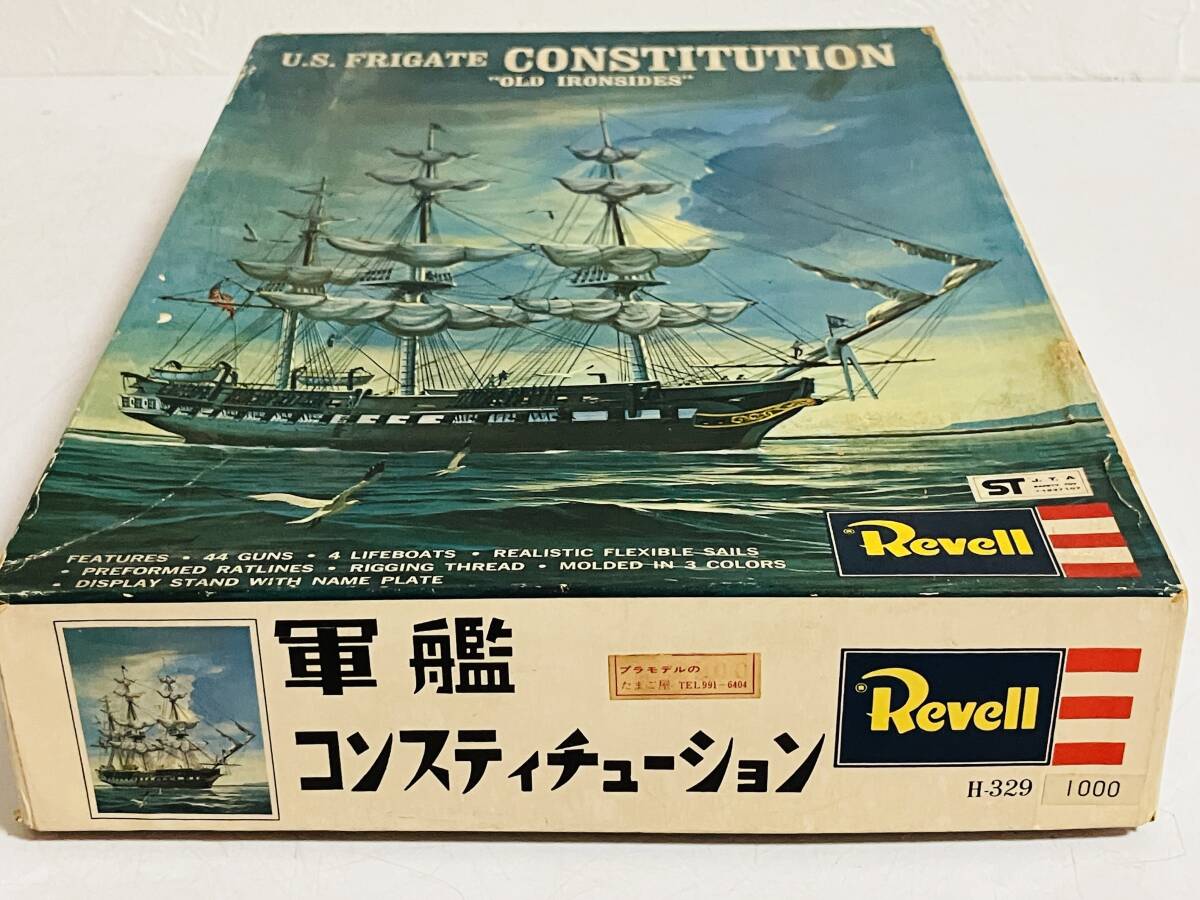 U.S. FRIGATE CONSTITUTION
"OLD IRONSIDES"
ST J. T. A
Revell
FEATURES • 44 GUNS • 4 LIFEBOATS • REALISTIC FLEXIBLE SAILS
• PREFORMED RATLINES • RIGGING THREAD • MOLDED IN 3 COLORS
• DISPLAY STAND WITH NAME PLATE
軍艦
コンスティチューション
プラモデルの
たまご屋 TEL 991-6404
® Revell
H-329 1000